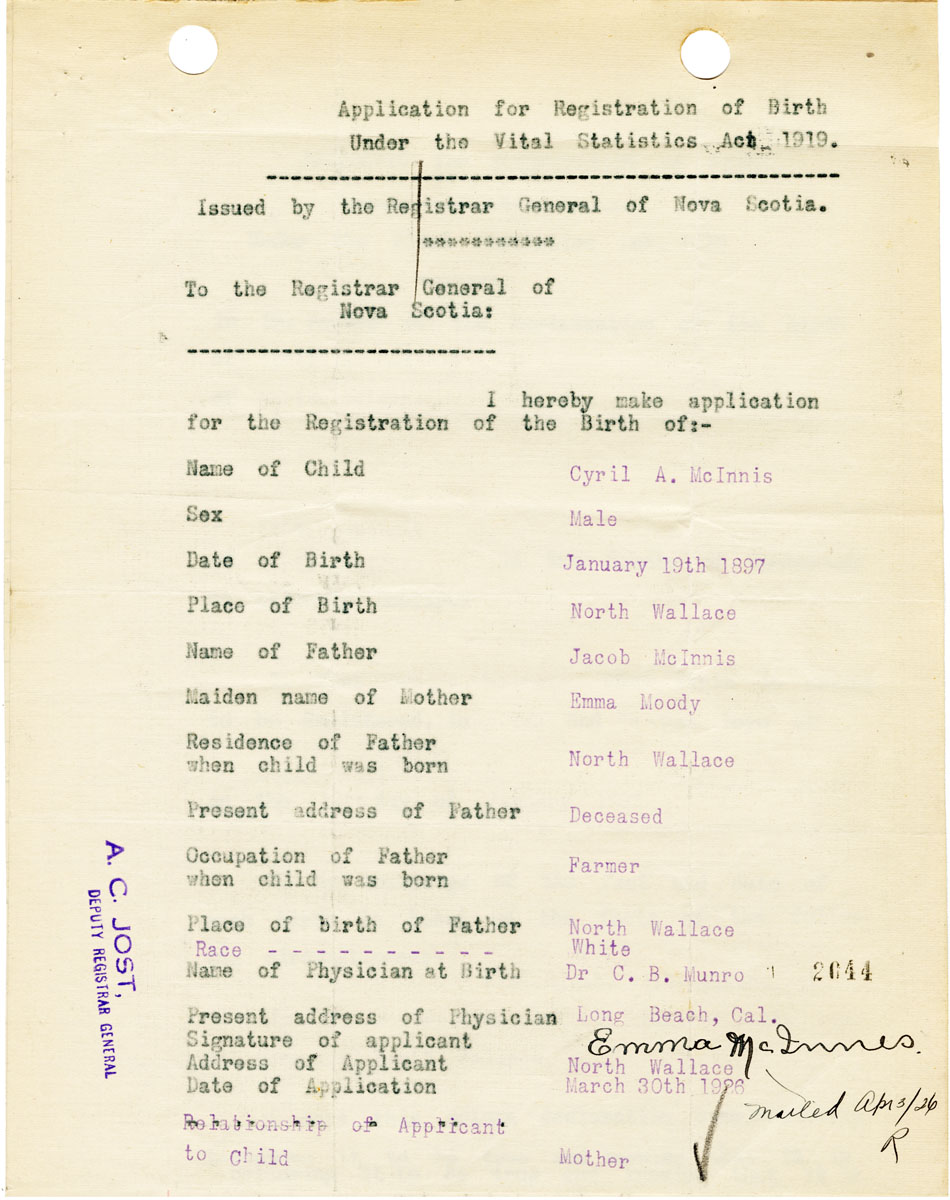 Application for Registration of Birth
Under the Vital Statistics Act 1919.
Issued by the Registrar General of Nova Scotia.
***********
To the Registrar General of
Nova Scotia:
I hereby make application
for the Registration of the Birth of:-
Name of Child Cyril A. McInnis
Sex Male
Date of Birth January 19th 1897
Place of Birth North Wallace
Name of Father Jacob McInnis
Maiden name of Mother Emma Moody
Residence of Father
when child was born North Wallace
Present address of Father Deceased
Occupation of Father
when child was born Farmer
Place of birth of Father North Wallace
Race - - - - - - - - - - White
Name of Physician at Birth Dr C. B. Munro 2644
Present address of Physician Long Beach, Cal.
Signature of applicant Emma McInnes.
Address of Applicant North Wallace
Date of Application March 30th 1926
mailed Apr 3/26
R
Relationship of Applicant
to Child Mother
A. C. JOST,
DEPUTY REGISTRAR GENERAL